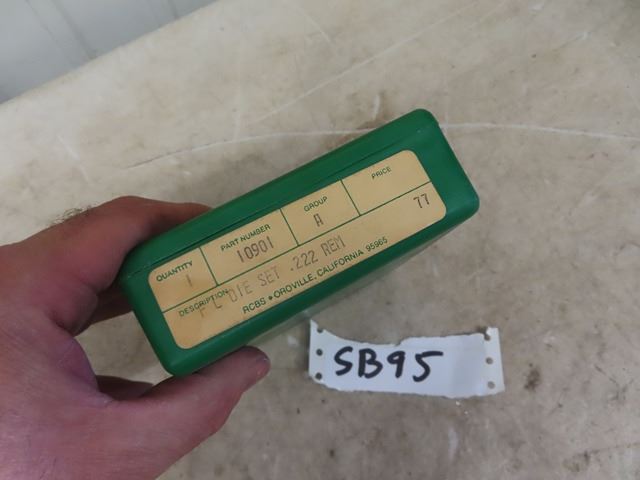 QUANTITY PART NUMBER GROUP PRICE
1 10901 A
DESCRIPTION 77
F L DIE SET .222 REM
RCBS • OROVILLE, CALIFORNIA 95965
SB95